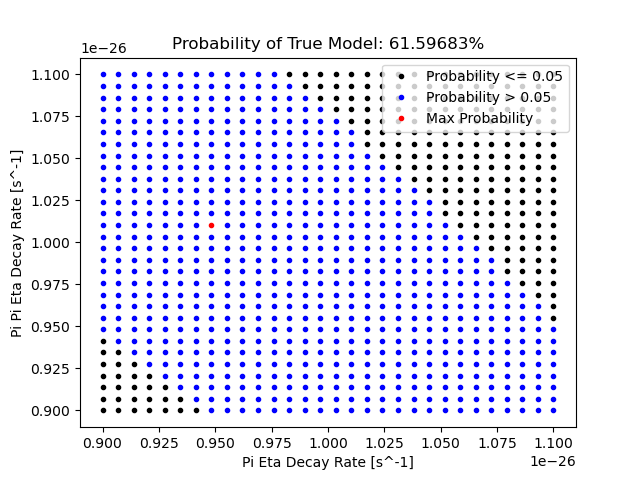 Probability of True Model: 61.59683%
1e−26
Probability <= 0.05
Probability > 0.05
Max Probability
1.100
1.075
1.050
1.025
1.000
0.975
0.950
0.925
0.900
Pi Pi Eta Decay Rate [s^-1]
0.900 0.925 0.950 0.975 1.000 1.025 1.050 1.075 1.100
Pi Eta Decay Rate [s^-1]
1e−26